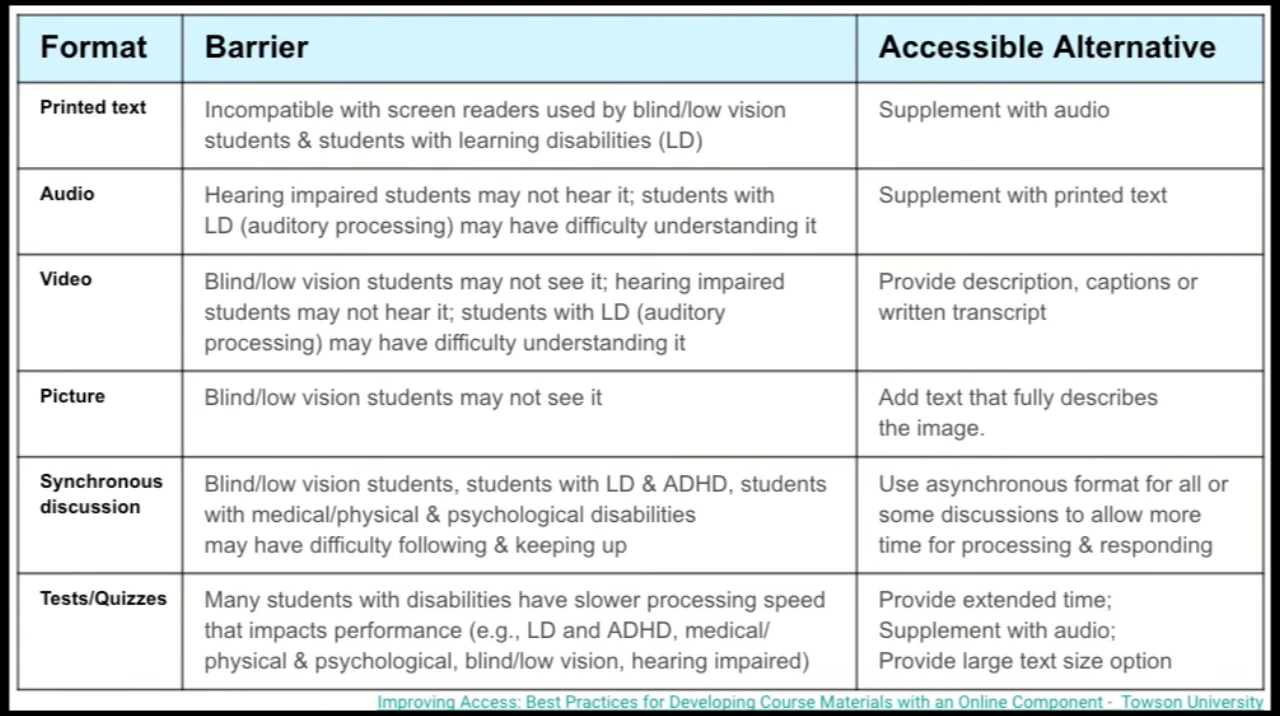 Format
Barrier
Accessible Alternative
Printed text
Incompatible with screen readers used by blind/low vision
students & students with learning disabilities (LD)
Supplement with audio
Audio
Hearing impaired students may not hear it; students with
LD (auditory processing) may have difficulty understanding it
Supplement with printed text
Video
Blind/low vision students may not see it; hearing impaired
students may not hear it; students with LD (auditory
processing) may have difficulty understanding it
Provide description, captions or
written transcript
Picture
Blind/low vision students may not see it
Add text that fully describes
the image.
Synchronous
discussion
Blind/low vision students, students with LD & ADHD, students
with medical/physical & psychological disabilities
may have difficulty following & keeping up
Use asynchronous format for all or
some discussions to allow more
time for processing & responding
Tests/Quizzes
Many students with disabilities have slower processing speed
that impacts performance (e.g., LD and ADHD, medical/
physical & psychological, blind/low vision, hearing impaired)
Provide extended time;
Supplement with audio;
Provide large text size option
Improving Access: Best Practices for Developing Course Materials with an Online Component - Towson University